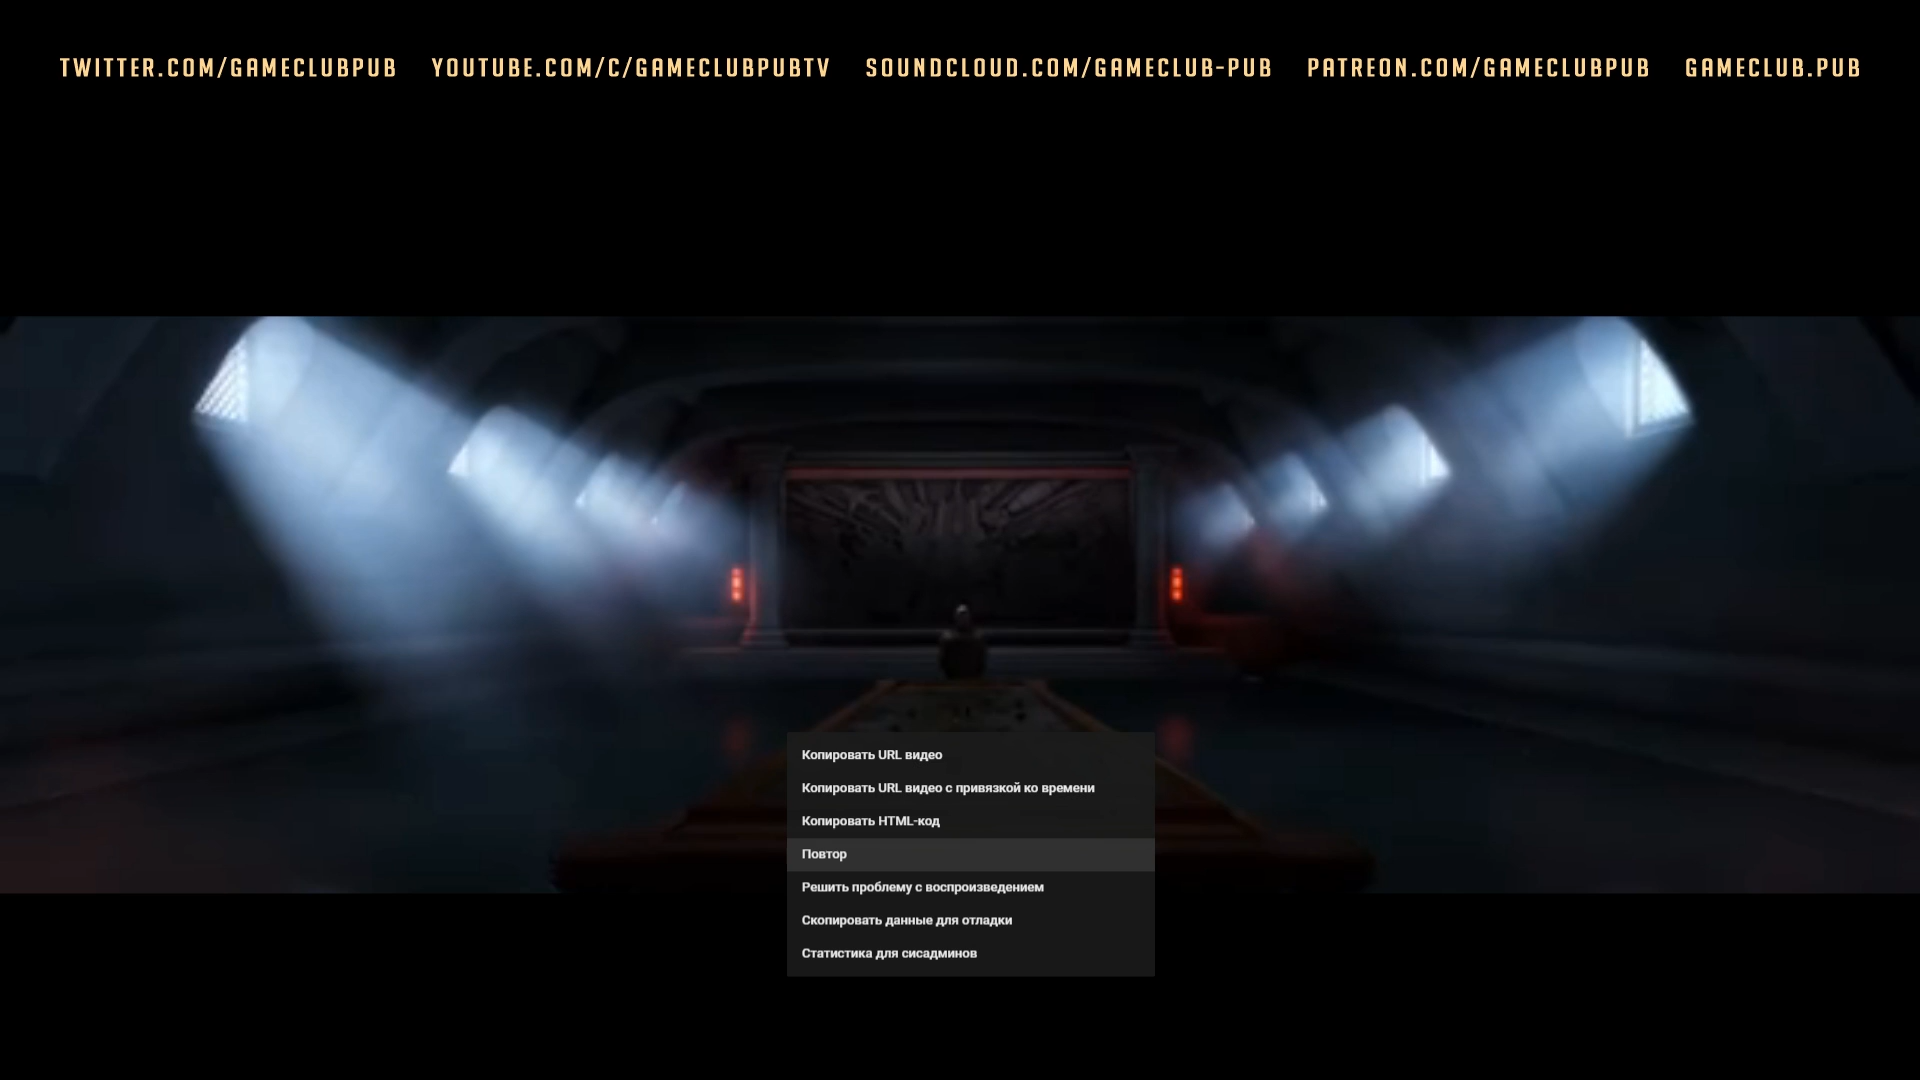 TWITTER.COM/GAMECLUBPUB YOUTUBE.COM/C/GAMECLUBPUBTV SOUNDCLOUD.COM/GAMECLUB-PUB PATREON.COM/GAMECLUBPUB GAMECLUB.PUB
Копировать URL видео
Копировать URL видео с привязкой ко времени
Копировать HTML-код
Повтор
Решить проблему с воспроизведением
Скопировать данные для отладки
Статистика для сисадминов